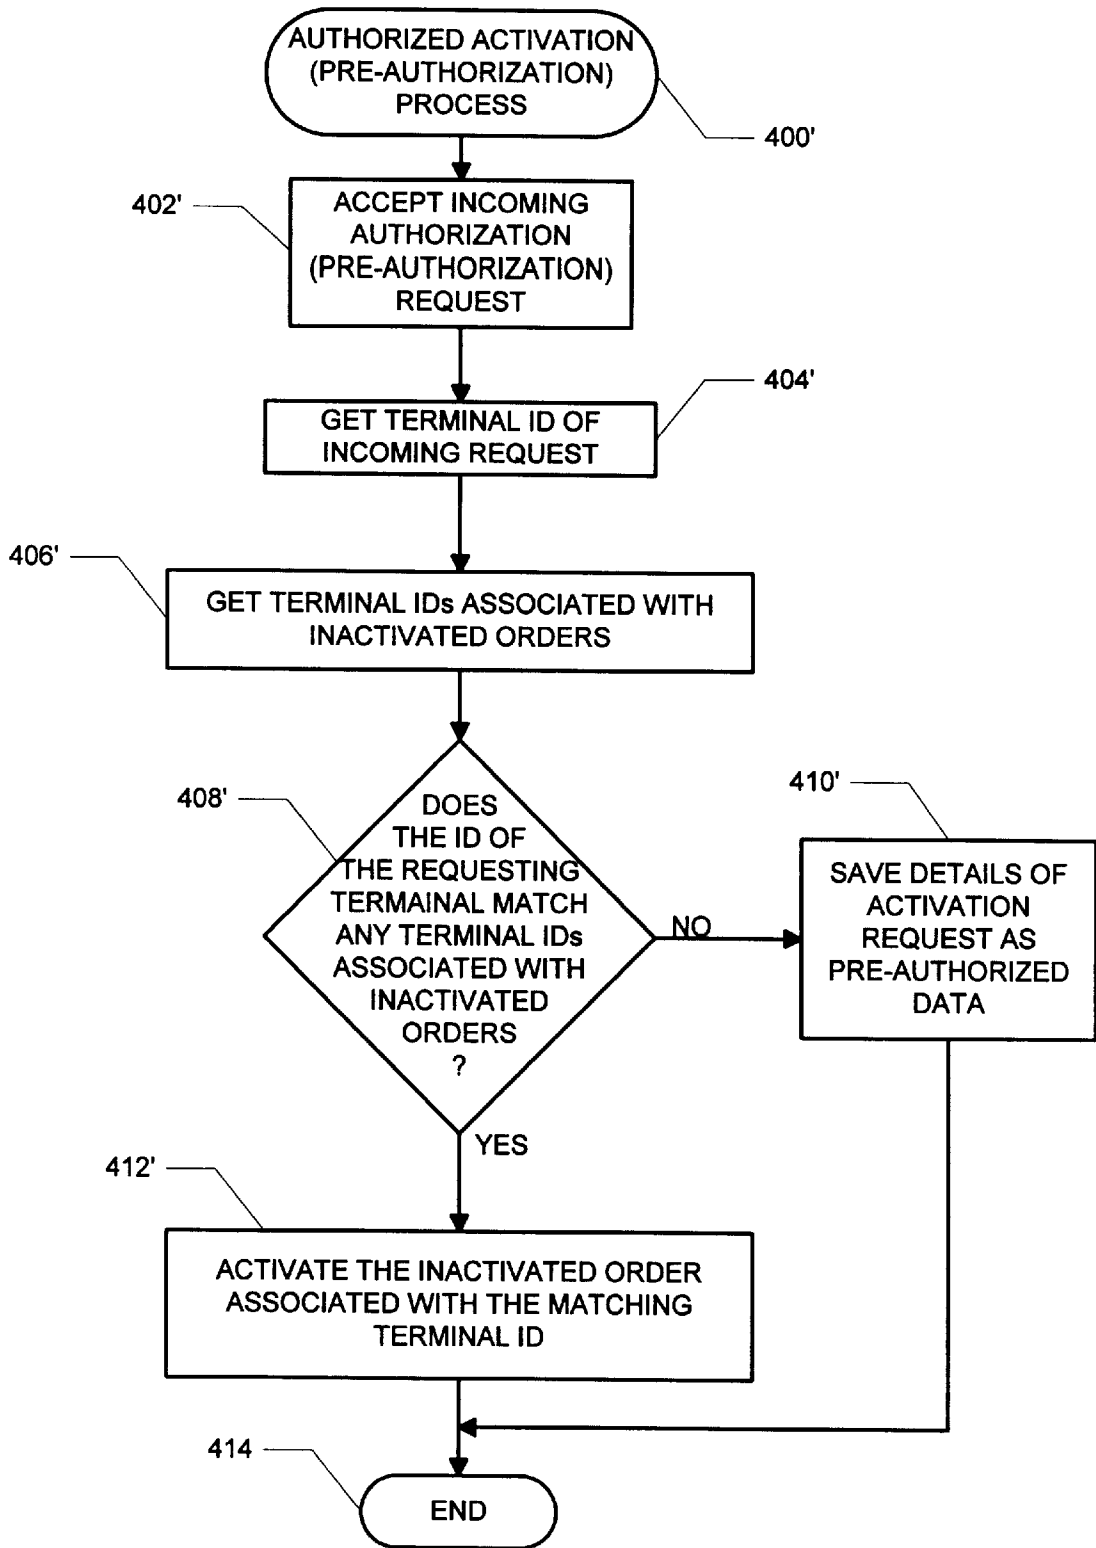 AUTHORIZED ACTIVATION
(PRE-AUTHORIZATION)
PROCESS
400'
402'
ACCEPT INCOMING
AUTHORIZATION
(PRE-AUTHORIZATION)
REQUEST
404'
GET TERMINAL ID OF
INCOMING REQUEST
406'
GET TERMINAL IDs ASSOCIATED WITH
INACTIVATED ORDERS
408'
DOES
THE ID OF
THE REQUESTING
TERMAINAL MATCH
ANY TERMINAL IDs
ASSOCIATED WITH
INACTIVATED
ORDERS
?
NO
410'
SAVE DETAILS OF
ACTIVATION
REQUEST AS
PRE-AUTHORIZED
DATA
YES
412'
ACTIVATE THE INACTIVATED ORDER
ASSOCIATED WITH THE MATCHING
TERMINAL ID
414
END